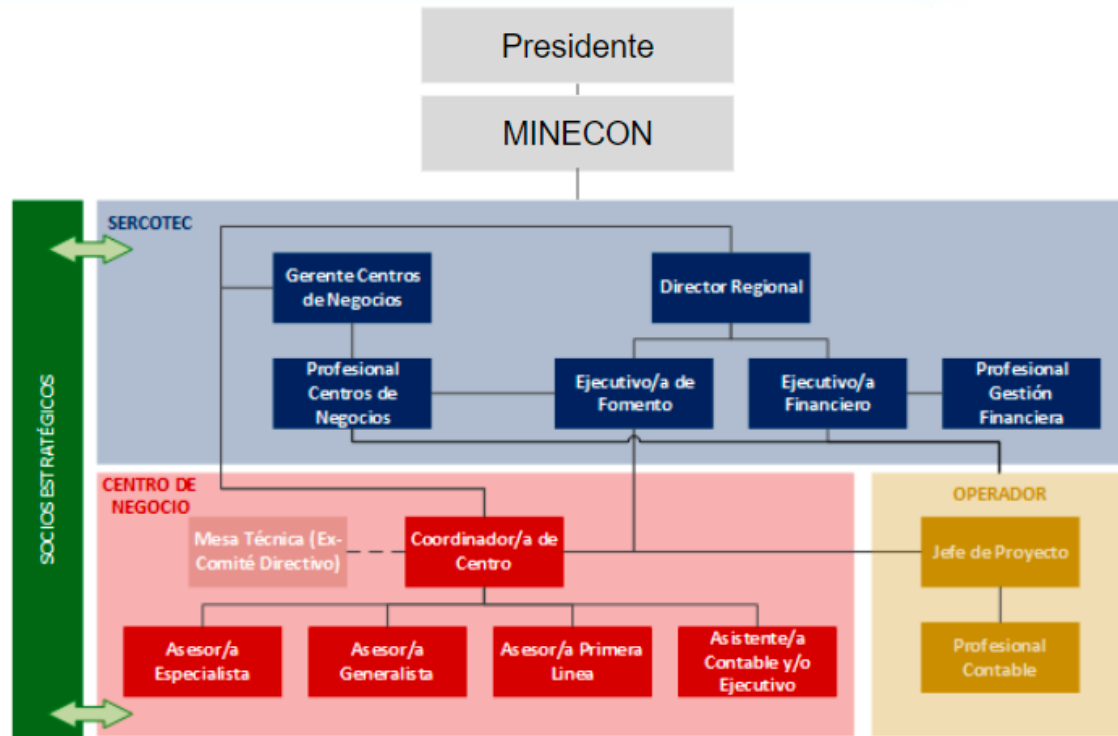 Presidente
MINECON
SOCIOS ESTRATÉGICOS
SERCOTEC
Gerente Centros
de Negocios
Director Regional
Profesional
Centros de
Negocios
Ejecutivo/a de
Fomento
Ejecutivo/a
Financiero
Profesional
Gestión
Financiera
CENTRO DE
NEGOCIO
Mesa Técnica (Ex-
Comité Directivo)
Coordinador/a de
Centro
Asesor/a
Especialista
Asesor/a
Generalista
Asesor/a Primera
Linea
Asistente/a
Contable y/o
Ejecutivo
OPERADOR
Jefe de Proyecto
Profesional
Contable